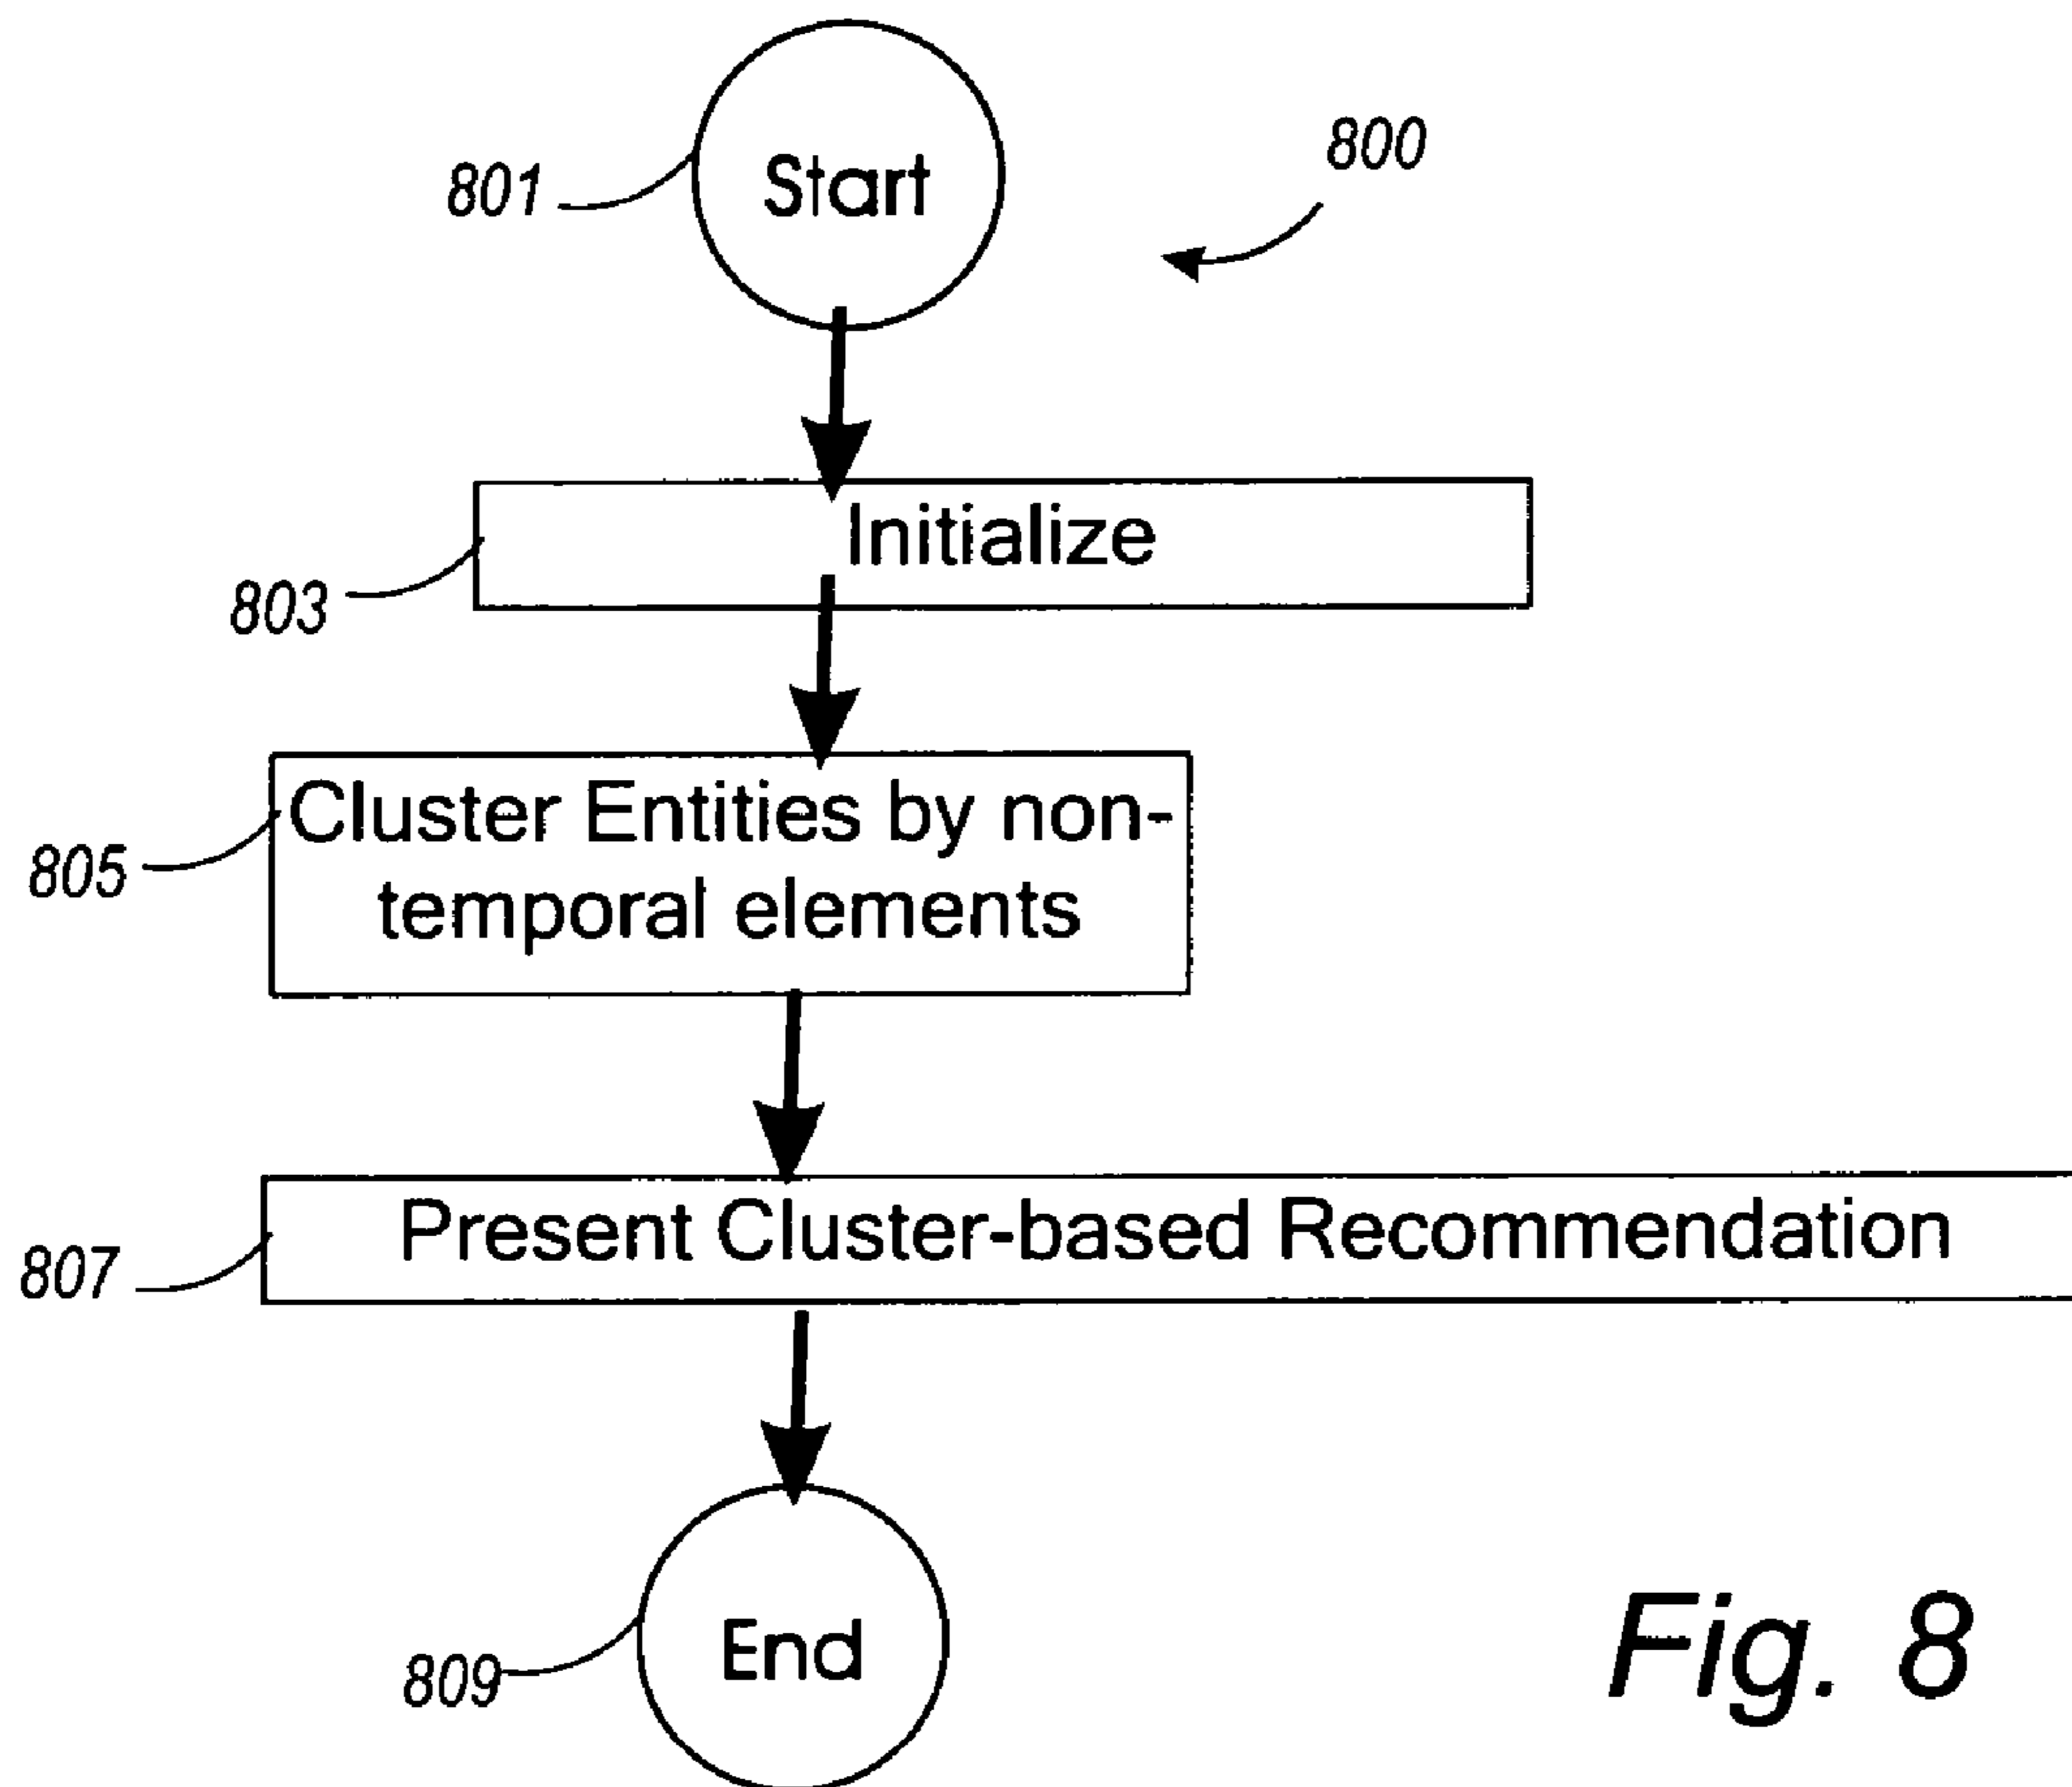 800
801
Start
Initialize
803
Cluster Entities by non-
temporal elements
805
Present Cluster-based Recommendation
807
End
809
Fig. 8